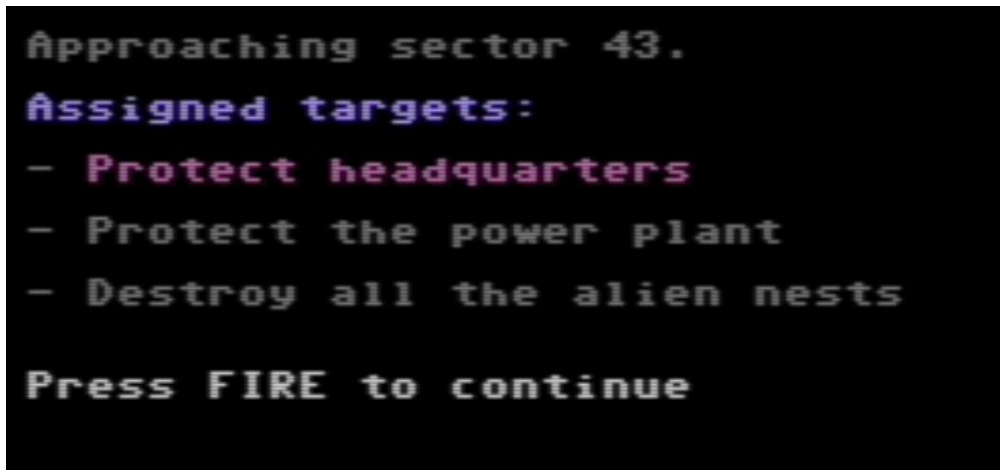 Approaching sector 43.
Assigned targets:
- Protect headquarters
- Protect the power plant
- Destroy all the alien nests
Press FIRE to continue